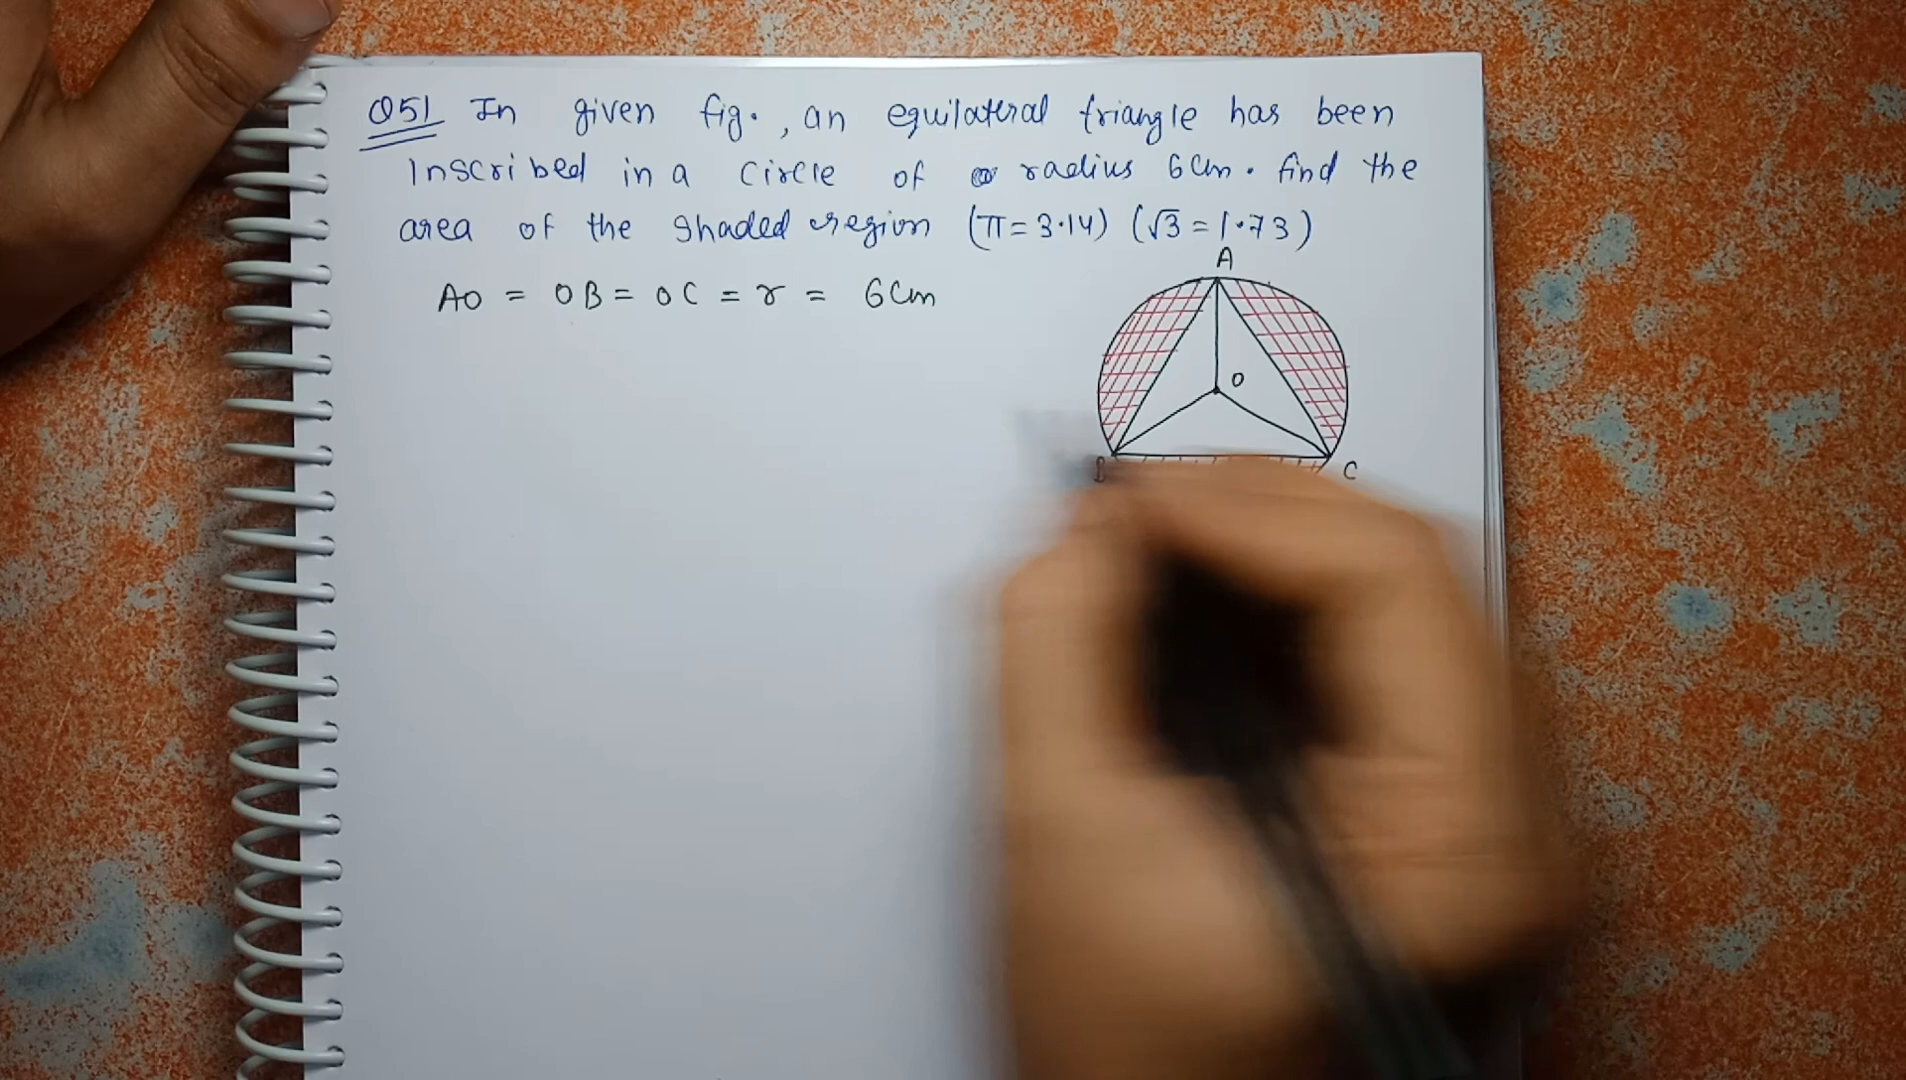 Q51 In given fig. , an equilateral triangle has been
Inscribed in a circle of radius 6cm. find the
area of the shaded region (π = 3.14) (√3 = 1.73)
A
AO = OB = OC = r = 6cm
O
B
C